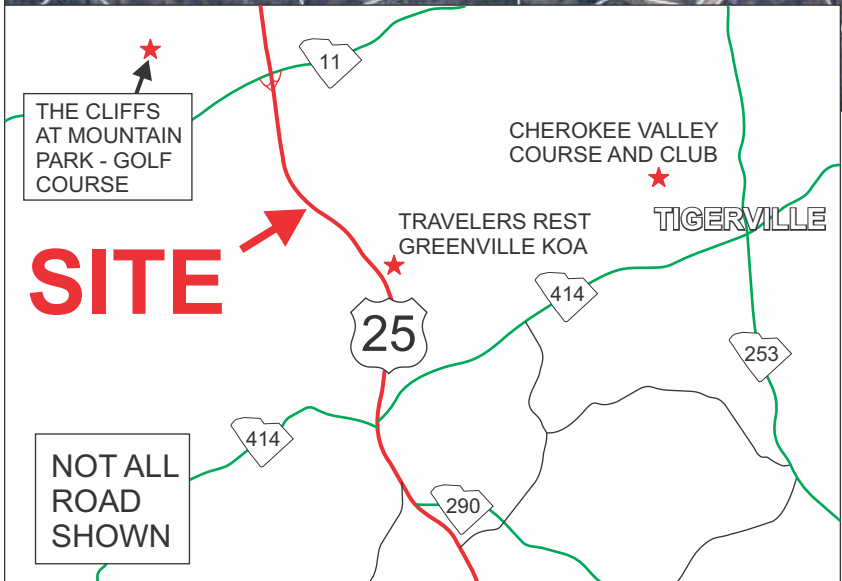 11
THE CLIFFS
AT MOUNTAIN
PARK - GOLF
COURSE
CHEROKEE VALLEY
COURSE AND CLUB
TIGERVILLE
TRAVELERS REST
GREENVILLE KOA
SITE
414
25
253
414
NOT ALL
ROAD
SHOWN
290